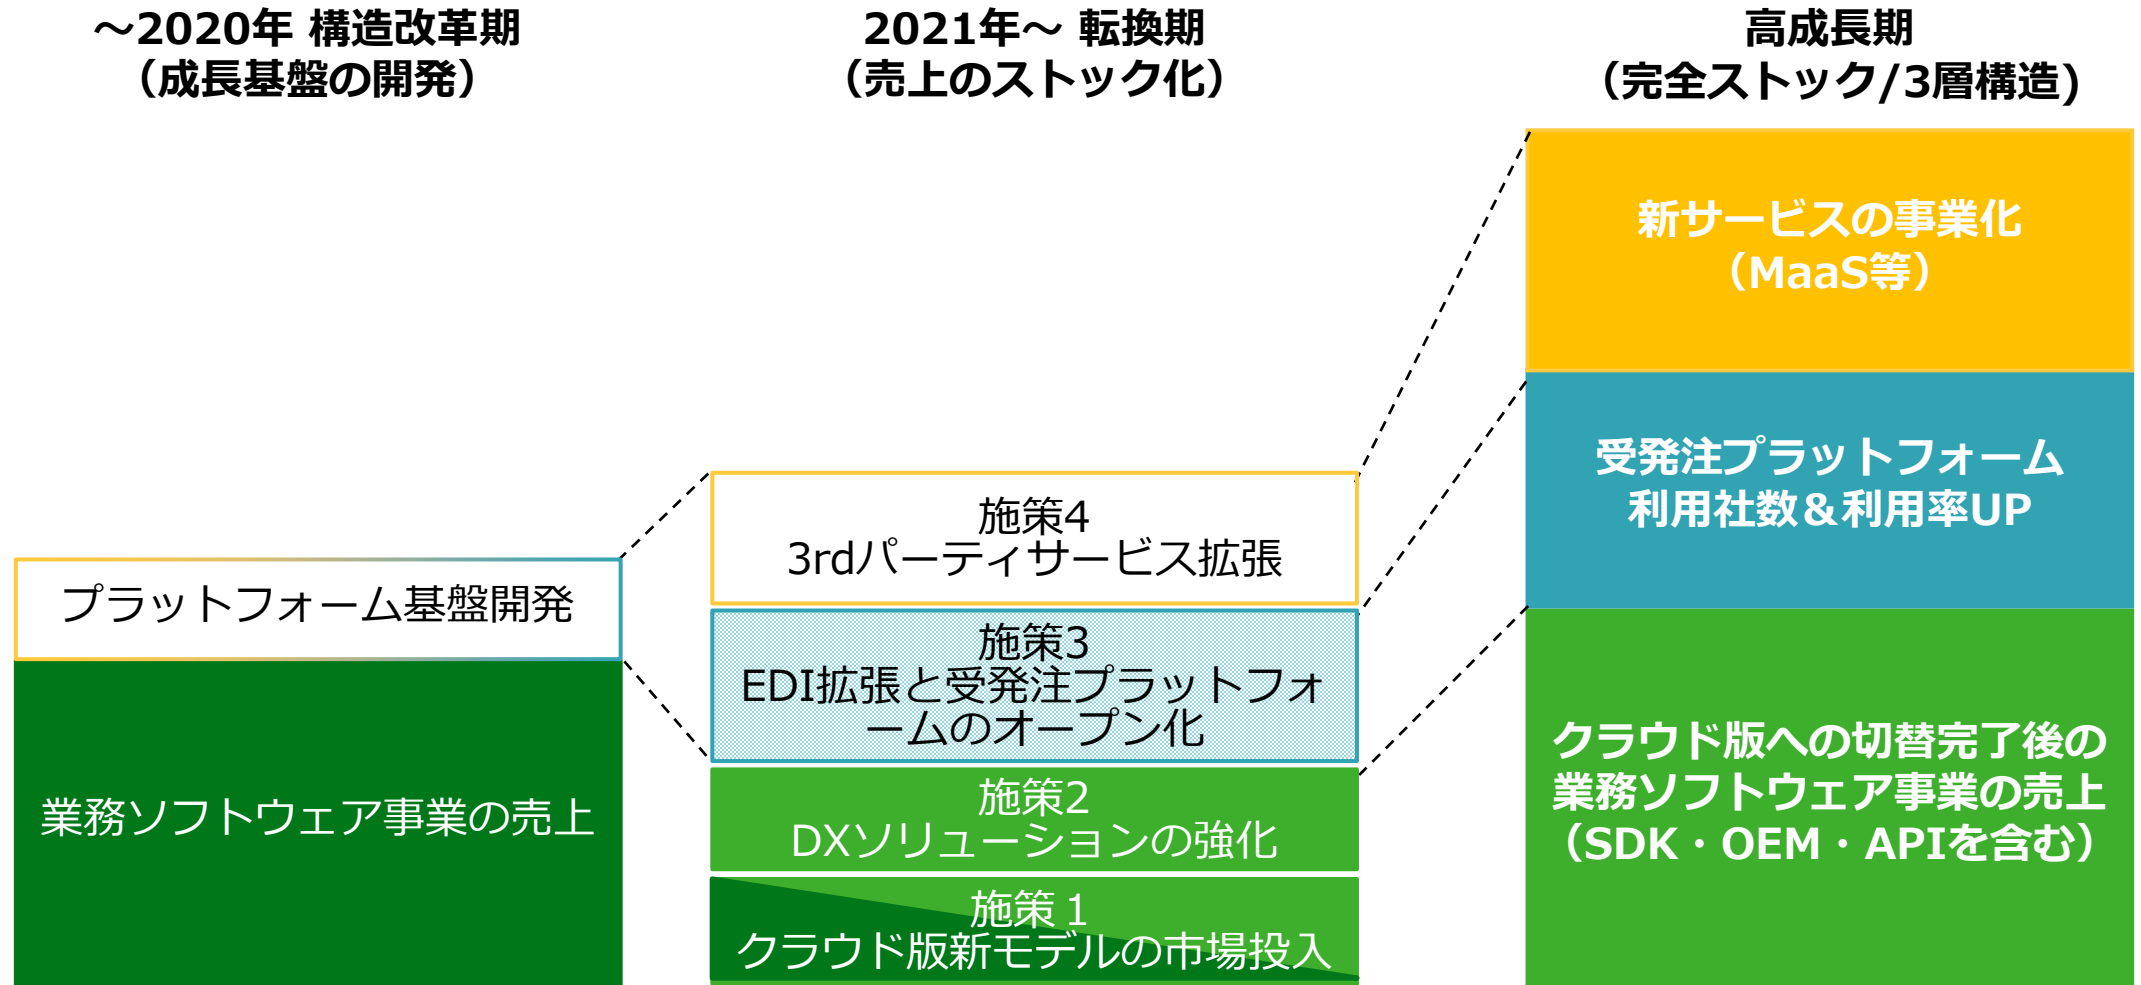 ～2020年 構造改革期
（成長基盤の開発）
2021年～ 転換期
（売上のストック化）
高成長期
（完全ストック/3層構造)
プラットフォーム基盤開発
業務ソフトウェア事業の売上
施策4
3rdパーティサービス拡張
施策3
EDI拡張と受発注プラットフォ
ームのオープン化
施策2
DXソリューションの強化
施策１
クラウド版新モデルの市場投入
新サービスの事業化
（MaaS等）
受発注プラットフォーム
利用社数＆利用率UP
クラウド版への切替完了後の
業務ソフトウェア事業の売上
（SDK・OEM・APIを含む）